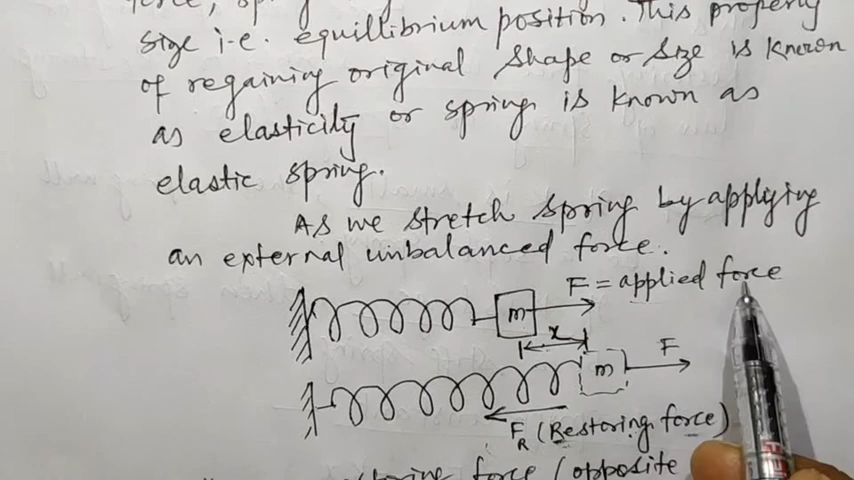 force,
size i.e. equillibrium position. This property
of regaining original shape or size is known
as elasticity or spring is known as
elastic spring.
As we stretch spring by applying
an external unbalanced force.
F = applied force
m
x
m F
F_R (Restoring force)
force (opposite